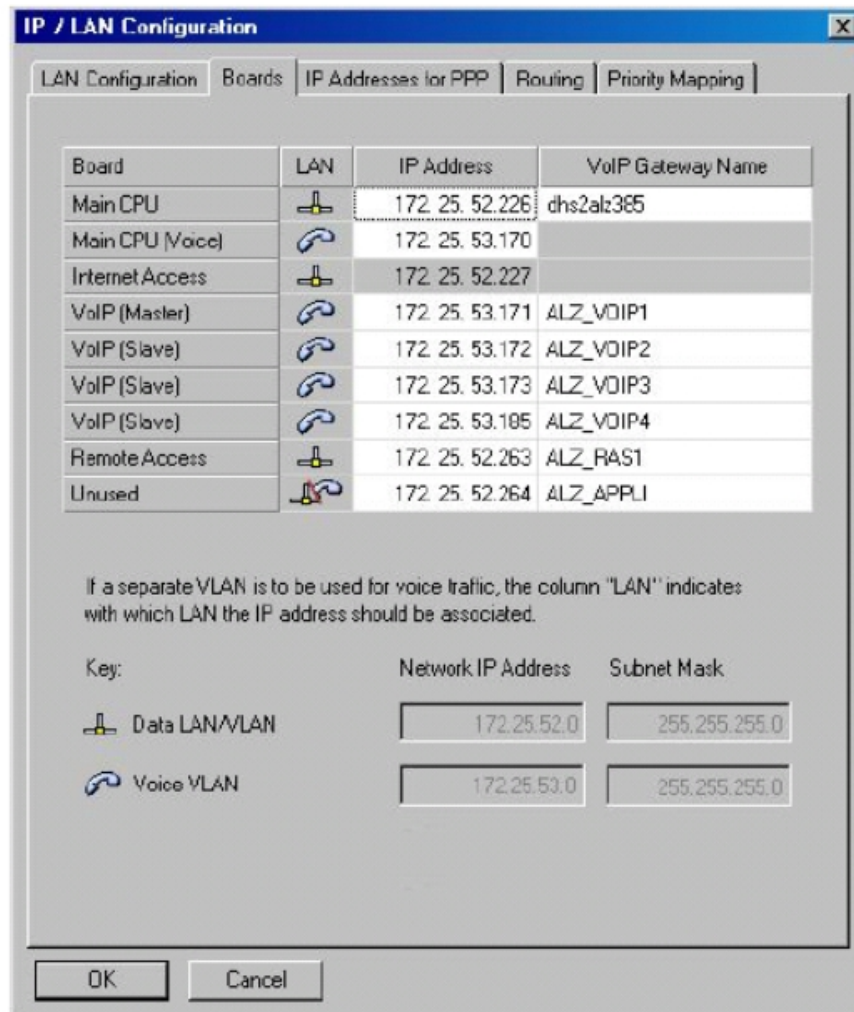 IP / LAN Configuration
LAN Configuration Boards IP Addresses for PPP Routing Priority Mapping
Board LAN IP Address VoIP Gateway Name
Main CPU 172. 25. 52.226 dhs2alz385
Main CPU (Voice) 172. 25. 53.170
Internet Access 172. 25. 52.227
VoIP (Master) 172. 25. 53.171 ALZ_VOIP1
VoIP (Slave) 172. 25. 53.172 ALZ_VOIP2
VoIP (Slave) 172. 25. 53.173 ALZ_VOIP3
VoIP (Slave) 172. 25. 53.185 ALZ_VOIP4
Remote Access 172. 25. 52.263 ALZ_RAS1
Unused 172. 25. 52.264 ALZ_APPLI
If a separate VLAN is to be used for voice traffic, the column "LAN" indicates
with which LAN the IP address should be associated.
Key: Network IP Address Subnet Mask
Data LAN/VLAN 172.25.52.0 255.255.255.0
Voice VLAN 172.25.53.0 255.255.255.0
OK Cancel